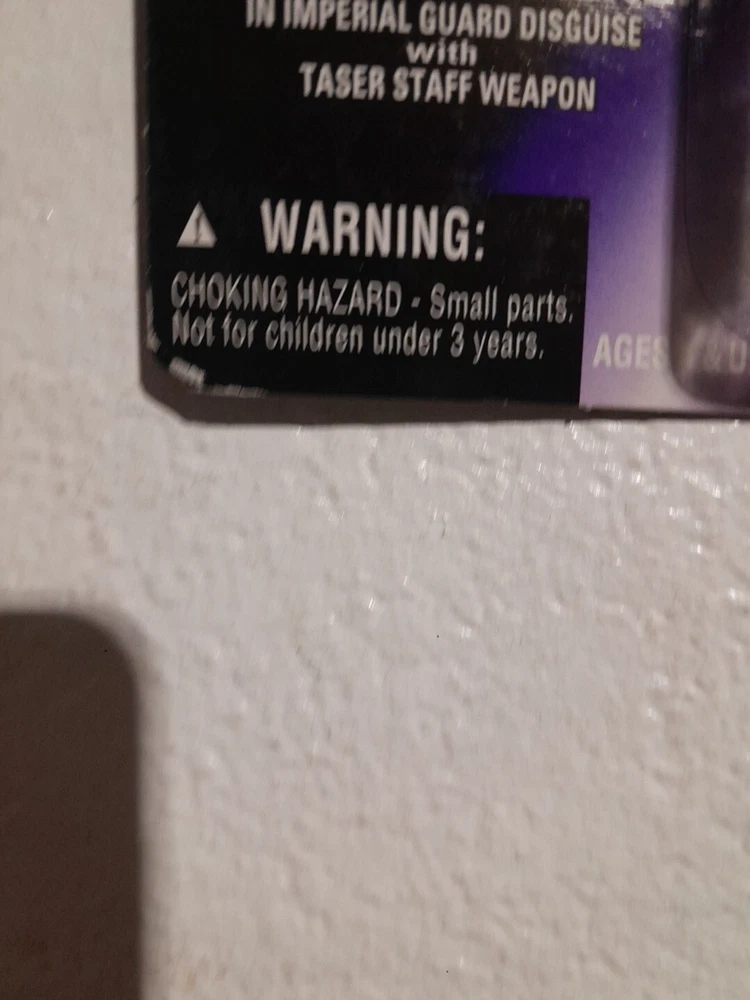 IN IMPERIAL GUARD DISGUISE
with
TASER STAFF WEAPON
WARNING:
CHOKING HAZARD - Small parts.
Not for children under 3 years.
AGES